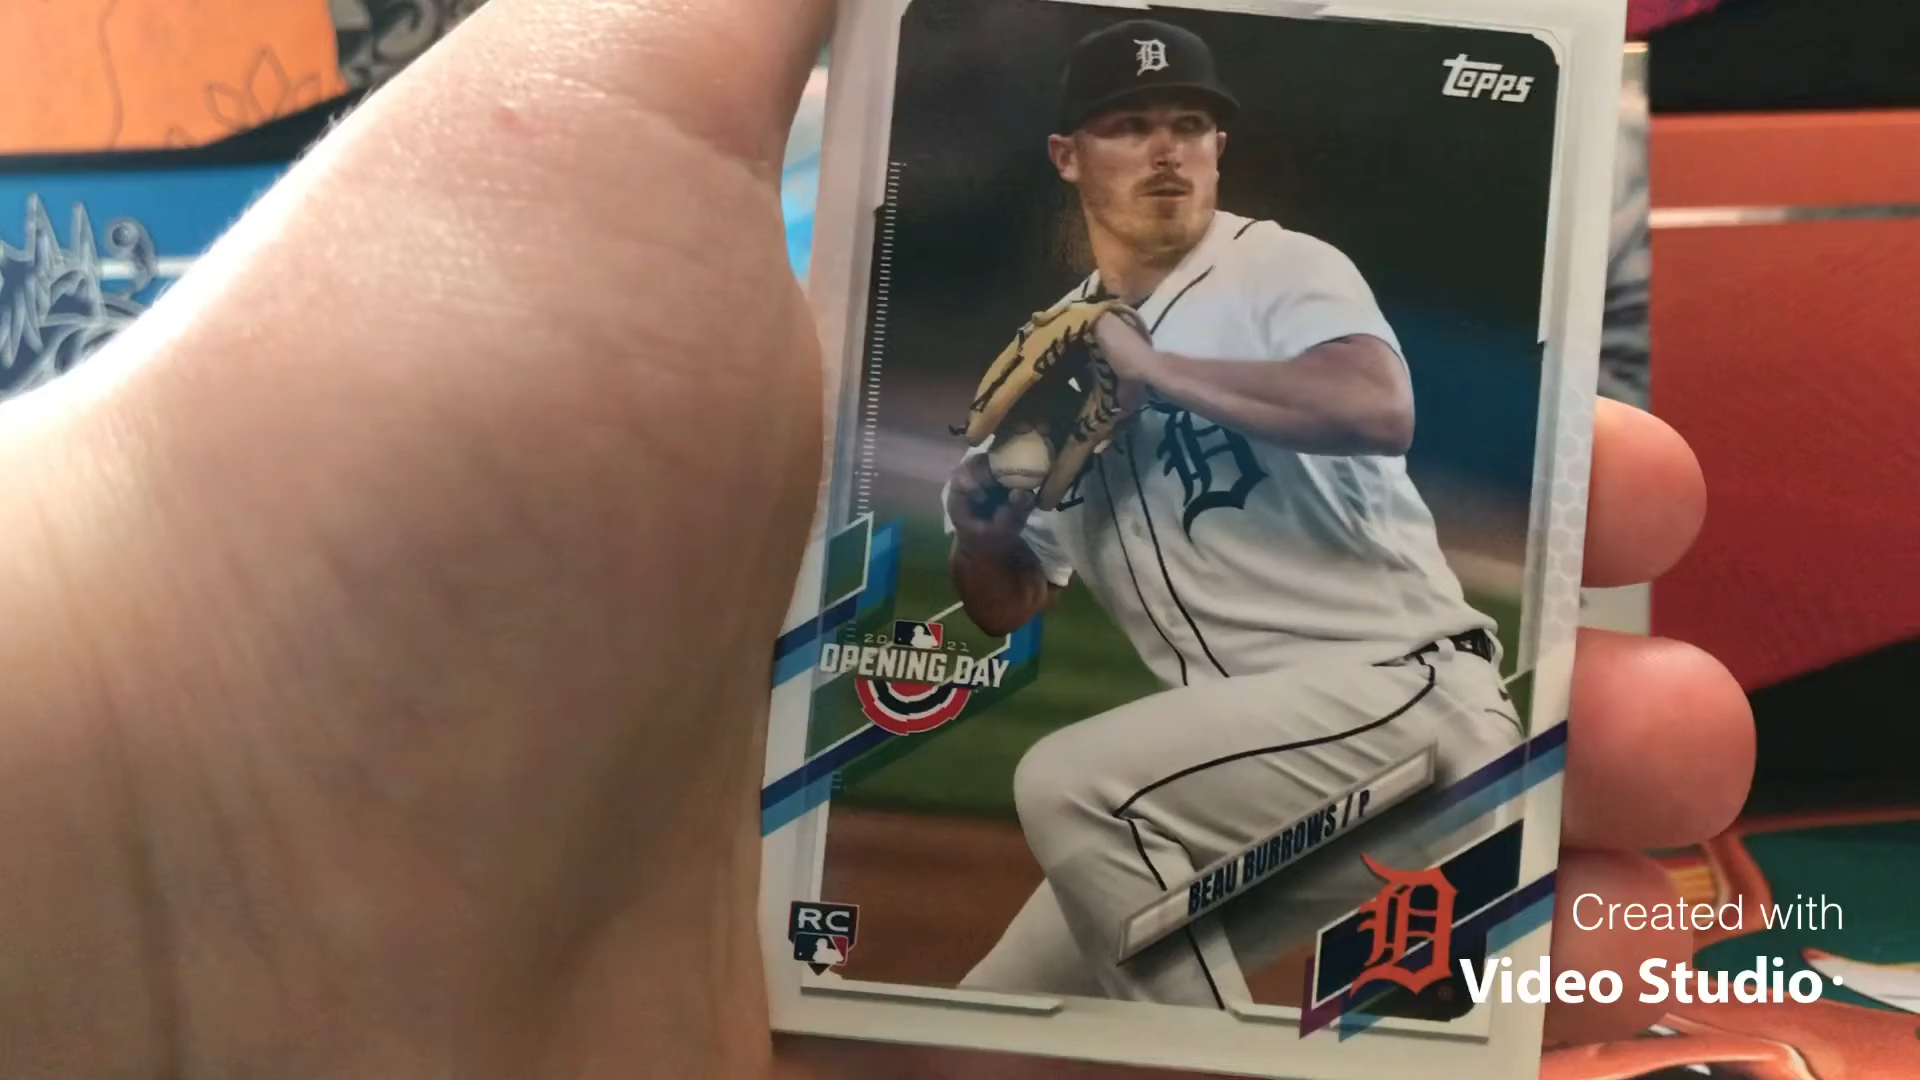 Topps
20 21
OPENING DAY
BEAU BURROWS / P
RC
Created with
Video Studio